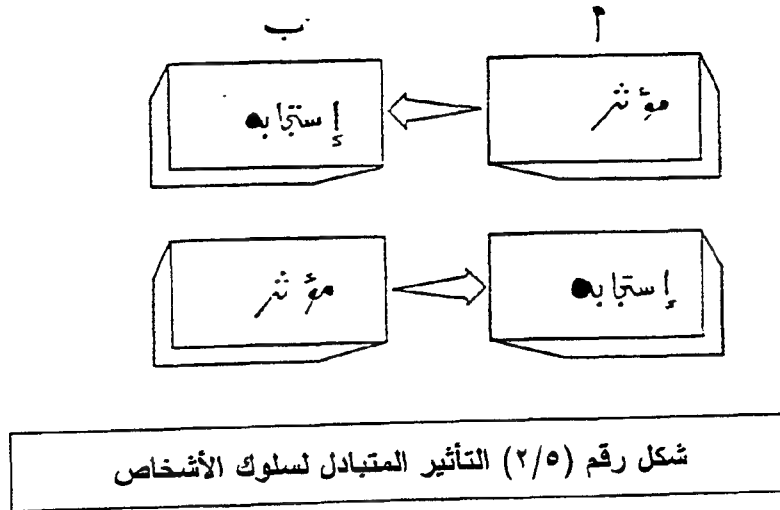 أ ب
مؤثر إستجابه
إستجابه مؤثر
شكل رقم (٢/٥) التأثير المتبادل لسلوك الأشخاص